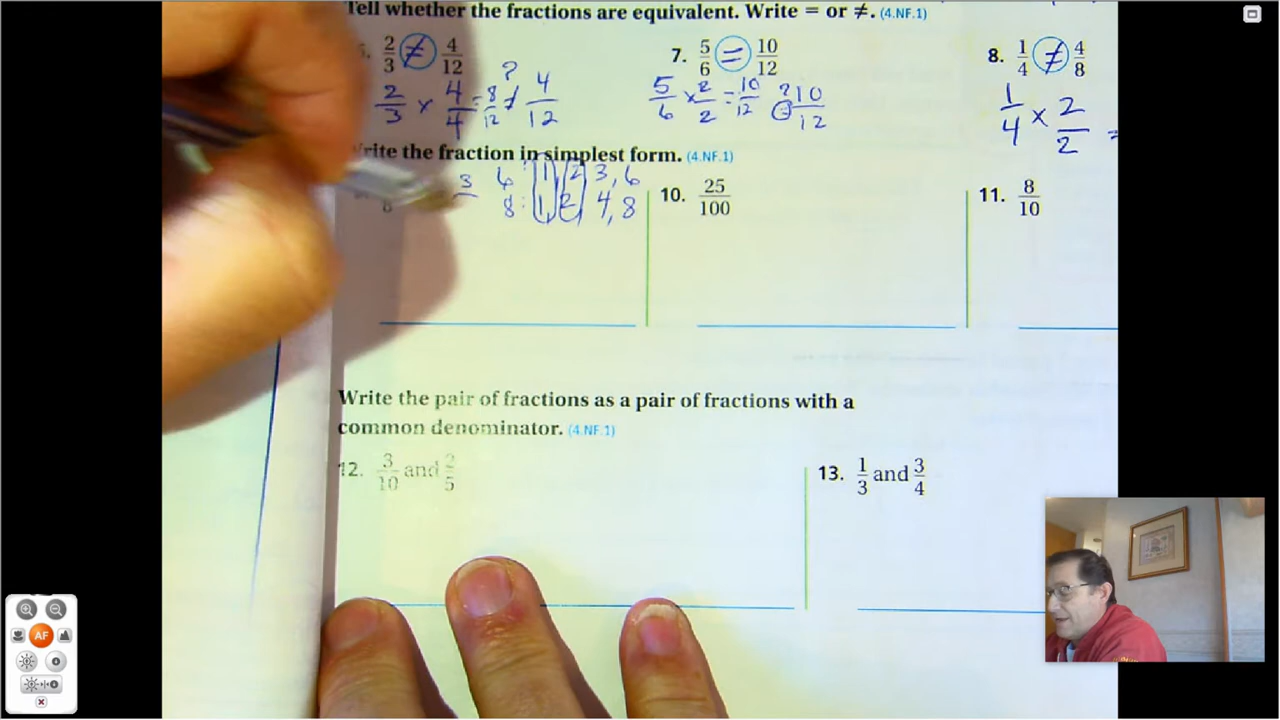 Tell whether the fractions are equivalent. Write = or ≠. (4.NF.1)
2/3 ≠ 4/12 7. 5/6 = 10/12 8. 1/4 ≠ 4/8
2/3 × 4/4 = 8/12 ≠? 4/12 5/6 × 2/2 = 10/12 =? 10/12 1/4 × 2/2 =
Write the fraction in simplest form. (4.NF.1)
3 6: 1, 2, 3, 6 10. 25/100 11. 8/10
8 8: 1, 2, 4, 8
Write the pair of fractions as a pair of fractions with a
common denominator. (4.NF.1)
12. 3/10 and 2/5 13. 1/3 and 3/4
AF